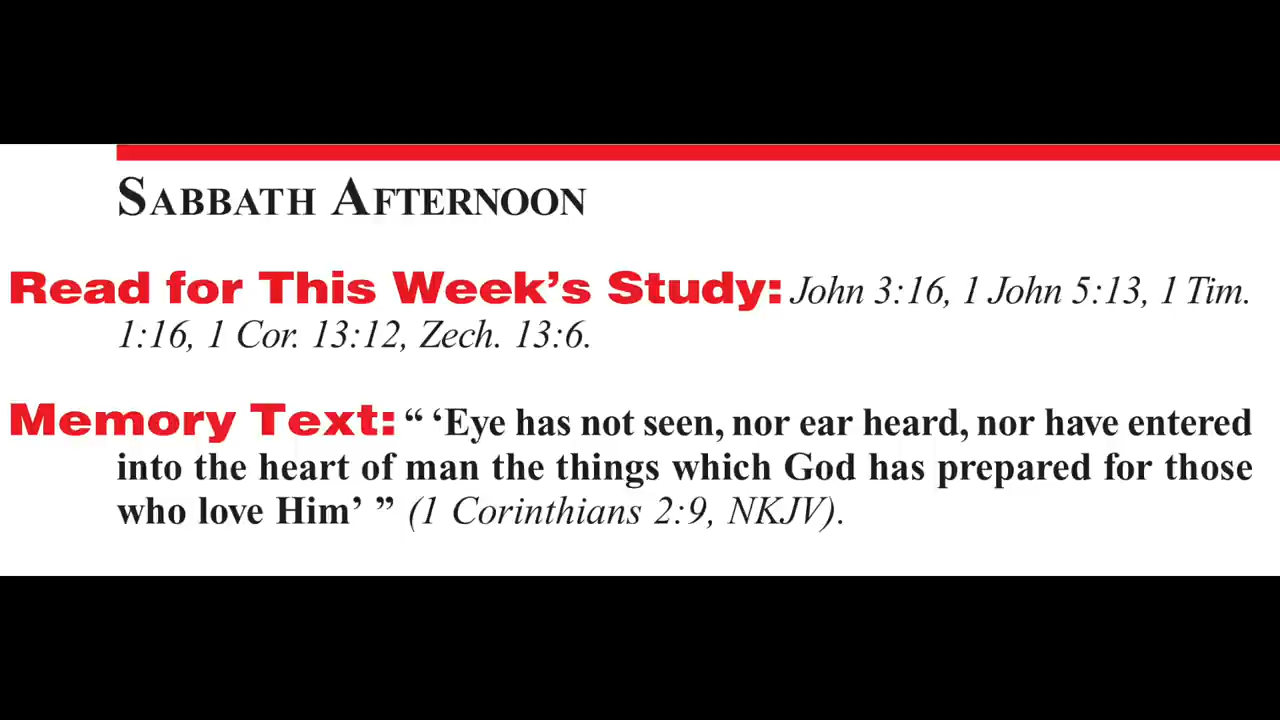 SABBATH AFTERNOON
Read for This Week’s Study: John 3:16, 1 John 5:13, 1 Tim.
1:16, 1 Cor. 13:12, Zech. 13:6.
Memory Text: “ ‘Eye has not seen, nor ear heard, nor have entered
into the heart of man the things which God has prepared for those
who love Him’ ” (1 Corinthians 2:9, NKJV).